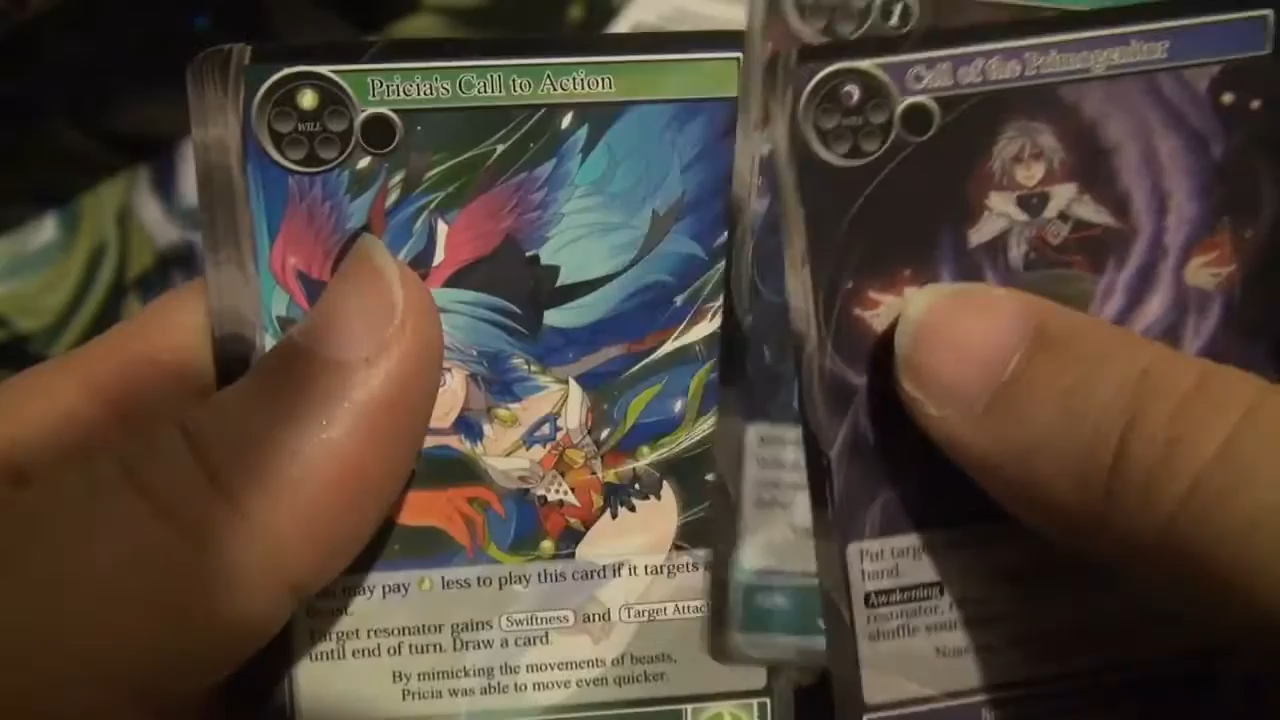 Pricia's Call to Action
WILL
may pay less to play this card if it targets a
beast.
Target resonator gains Swiftness and Target Attac
until end of turn. Draw a card.
By mimicking the movements of beasts,
Pricia was able to move even quicker.
1
Call of the Primogenitor
WILL
Put targ
hand.
Awakening
resonator,
shuffle